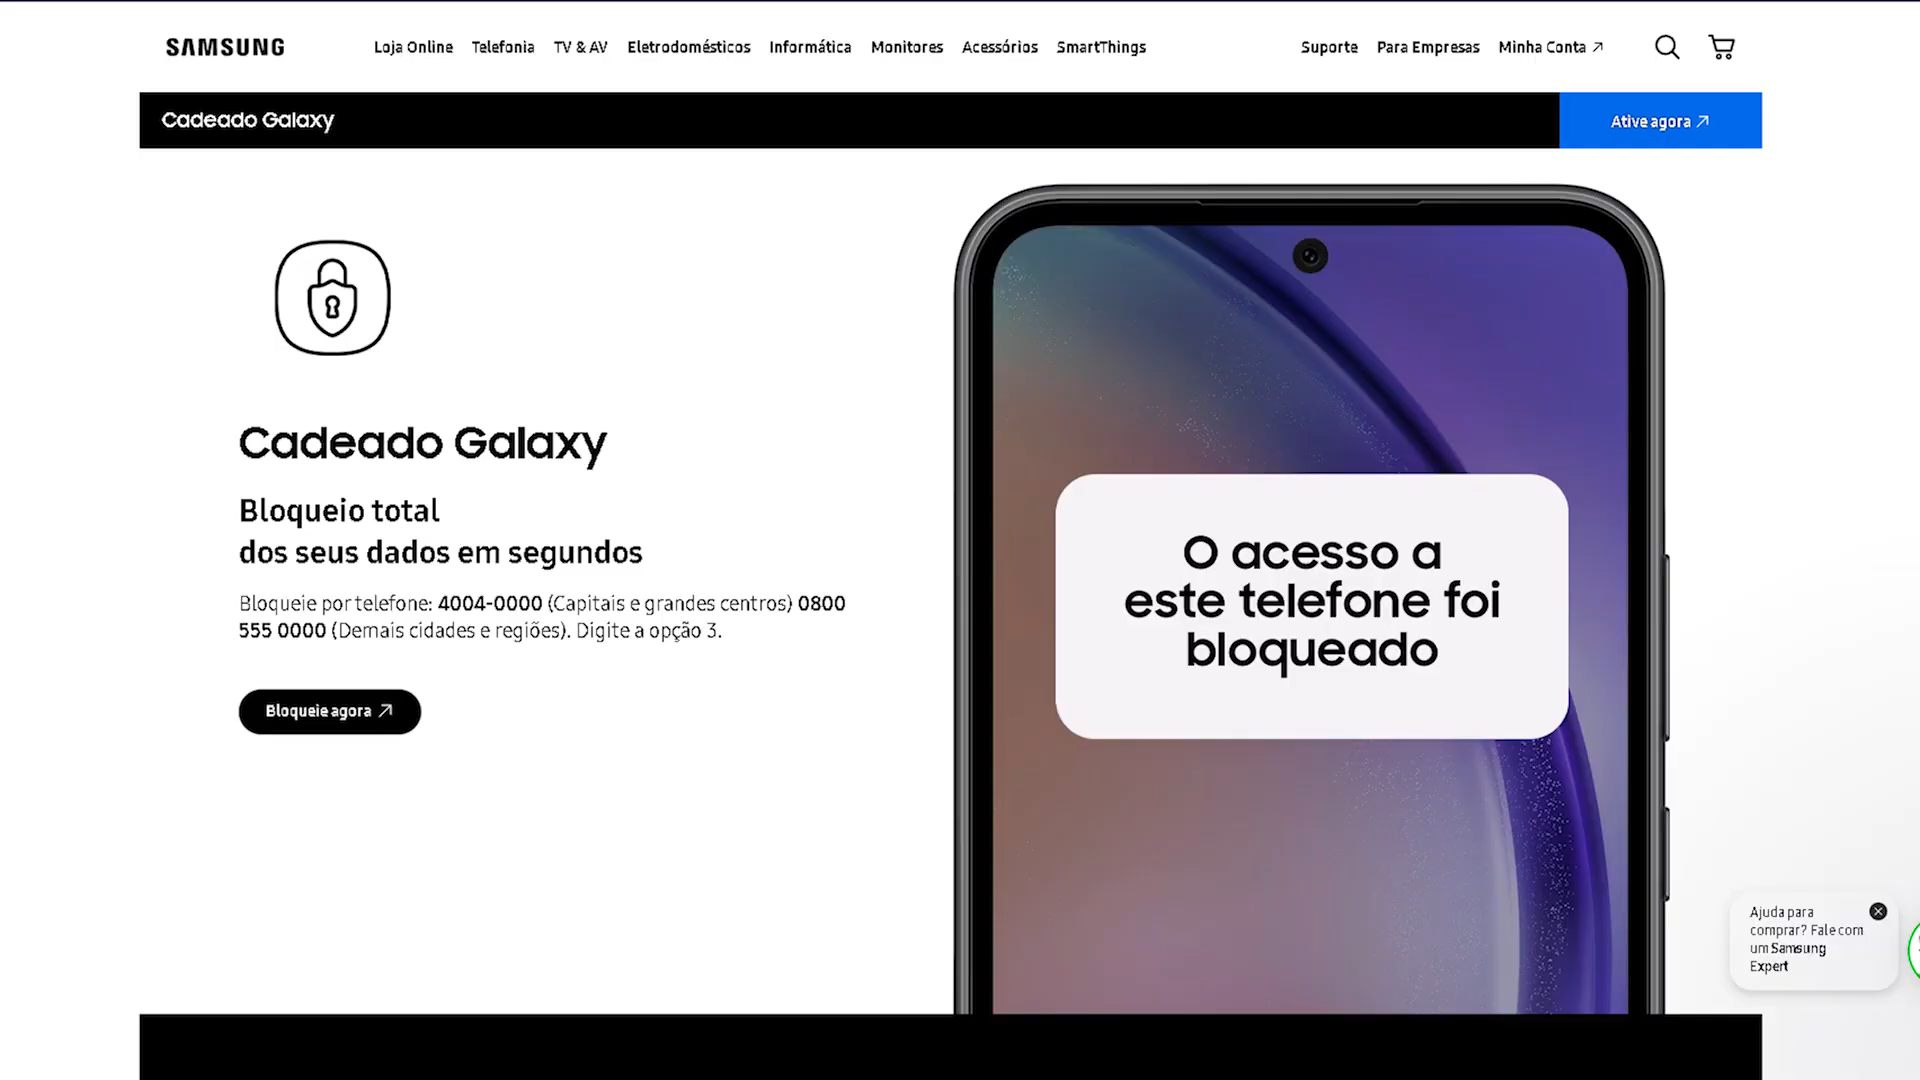 SAMSUNG
Loja Online Telefonia TV & AV Eletrodomésticos Informática Monitores Acessórios SmartThings
Suporte Para Empresas Minha Conta
Cadeado Galaxy
Ative agora
Cadeado Galaxy
Bloqueio total
dos seus dados em segundos
Bloqueie por telefone: 4004-0000 (Capitais e grandes centros) 0800
555 0000 (Demais cidades e regiões). Digite a opção 3.
Bloqueie agora
O acesso a
este telefone foi
bloqueado
Ajuda para
comprar? Fale com
um Samsung
Expert